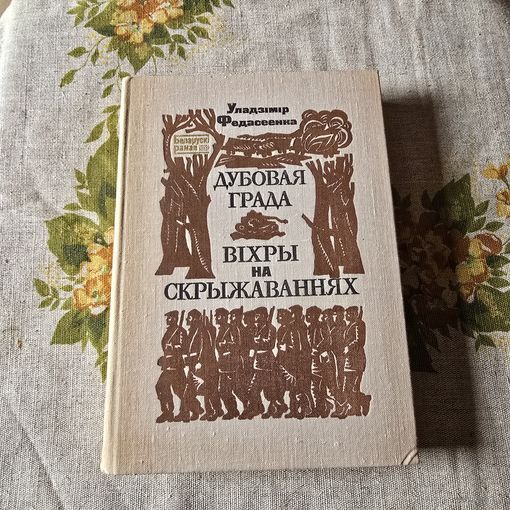 Уладзімір
Федасеенка
Беларускі
раман
ДУБОВАЯ
ГРАДА
ВІХРЫ
НА
СКРЫЖАВАННЯХ